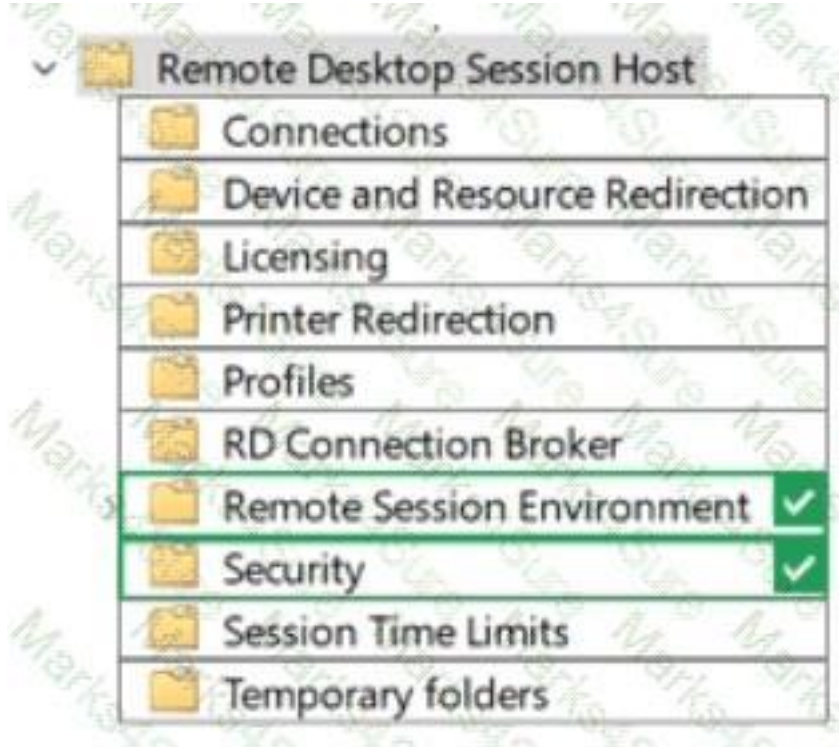 Remote Desktop Session Host
Connections
Device and Resource Redirection
Licensing
Printer Redirection
Profiles
RD Connection Broker
Remote Session Environment
Security
Session Time Limits
Temporary folders
Marks4Sure